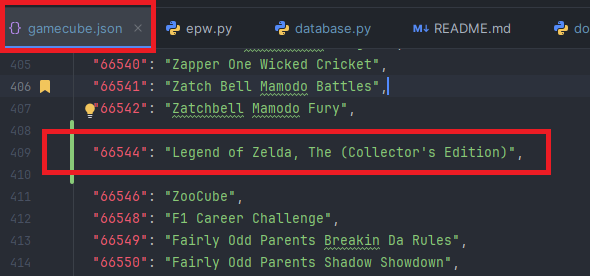 {} gamecube.json × epw.py database.py README.md do
405 "66540": "Zapper One Wicked Cricket",
406 "66541": "Zatch Bell Mamodo Battles",
407 "66542": "Zatchbell Mamodo Fury",
408
409 "66544": "Legend of Zelda, The (Collector's Edition)",
410
411 "66546": "ZooCube",
412 "66548": "F1 Career Challenge",
413 "66549": "Fairly Odd Parents Breakin Da Rules",
414 "66550": "Fairly Odd Parents Shadow Showdown",